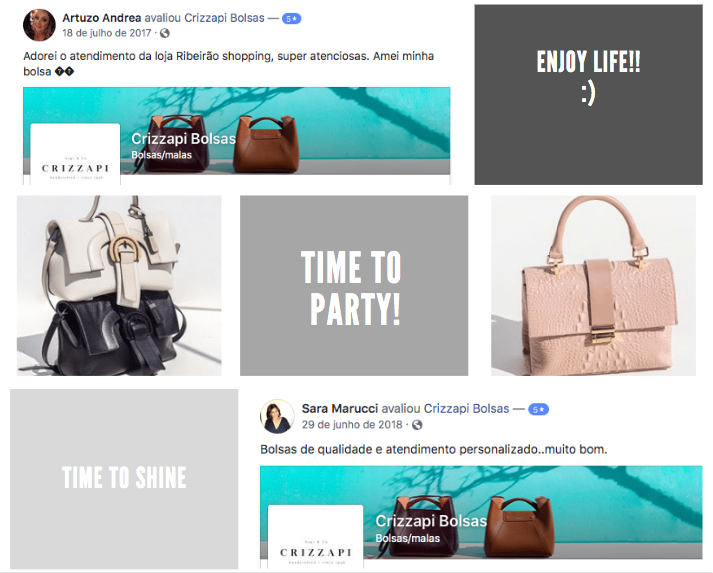 Artuzo Andrea avaliou Crizzapi Bolsas — 5★
18 de julho de 2017 ·
Adorei o atendimento da loja Ribeirão shopping, super atenciosas. Amei minha
bolsa ��
Crizzapi Bolsas
Bolsas/malas
CRIZZAPI
ENJOY LIFE!!
:)
TIME TO
PARTY!
TIME TO SHINE
Sara Marucci avaliou Crizzapi Bolsas — 5★
29 de junho de 2018 ·
Bolsas de qualidade e atendimento personalizado..muito bom.
Crizzapi Bolsas
Bolsas/malas
CRIZZAPI